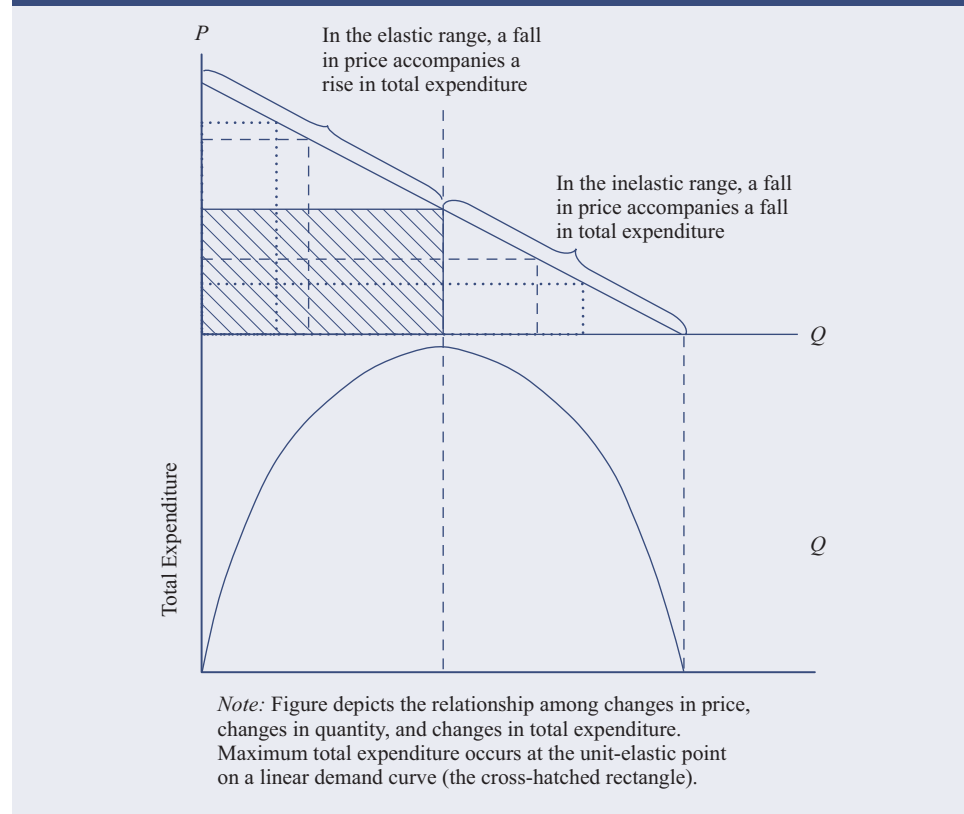 P
In the elastic range, a fall
in price accompanies a
rise in total expenditure
In the inelastic range, a fall
in price accompanies a fall
in total expenditure
Q
Total Expenditure
Q
Note: Figure depicts the relationship among changes in price,
changes in quantity, and changes in total expenditure.
Maximum total expenditure occurs at the unit-elastic point
on a linear demand curve (the cross-hatched rectangle).